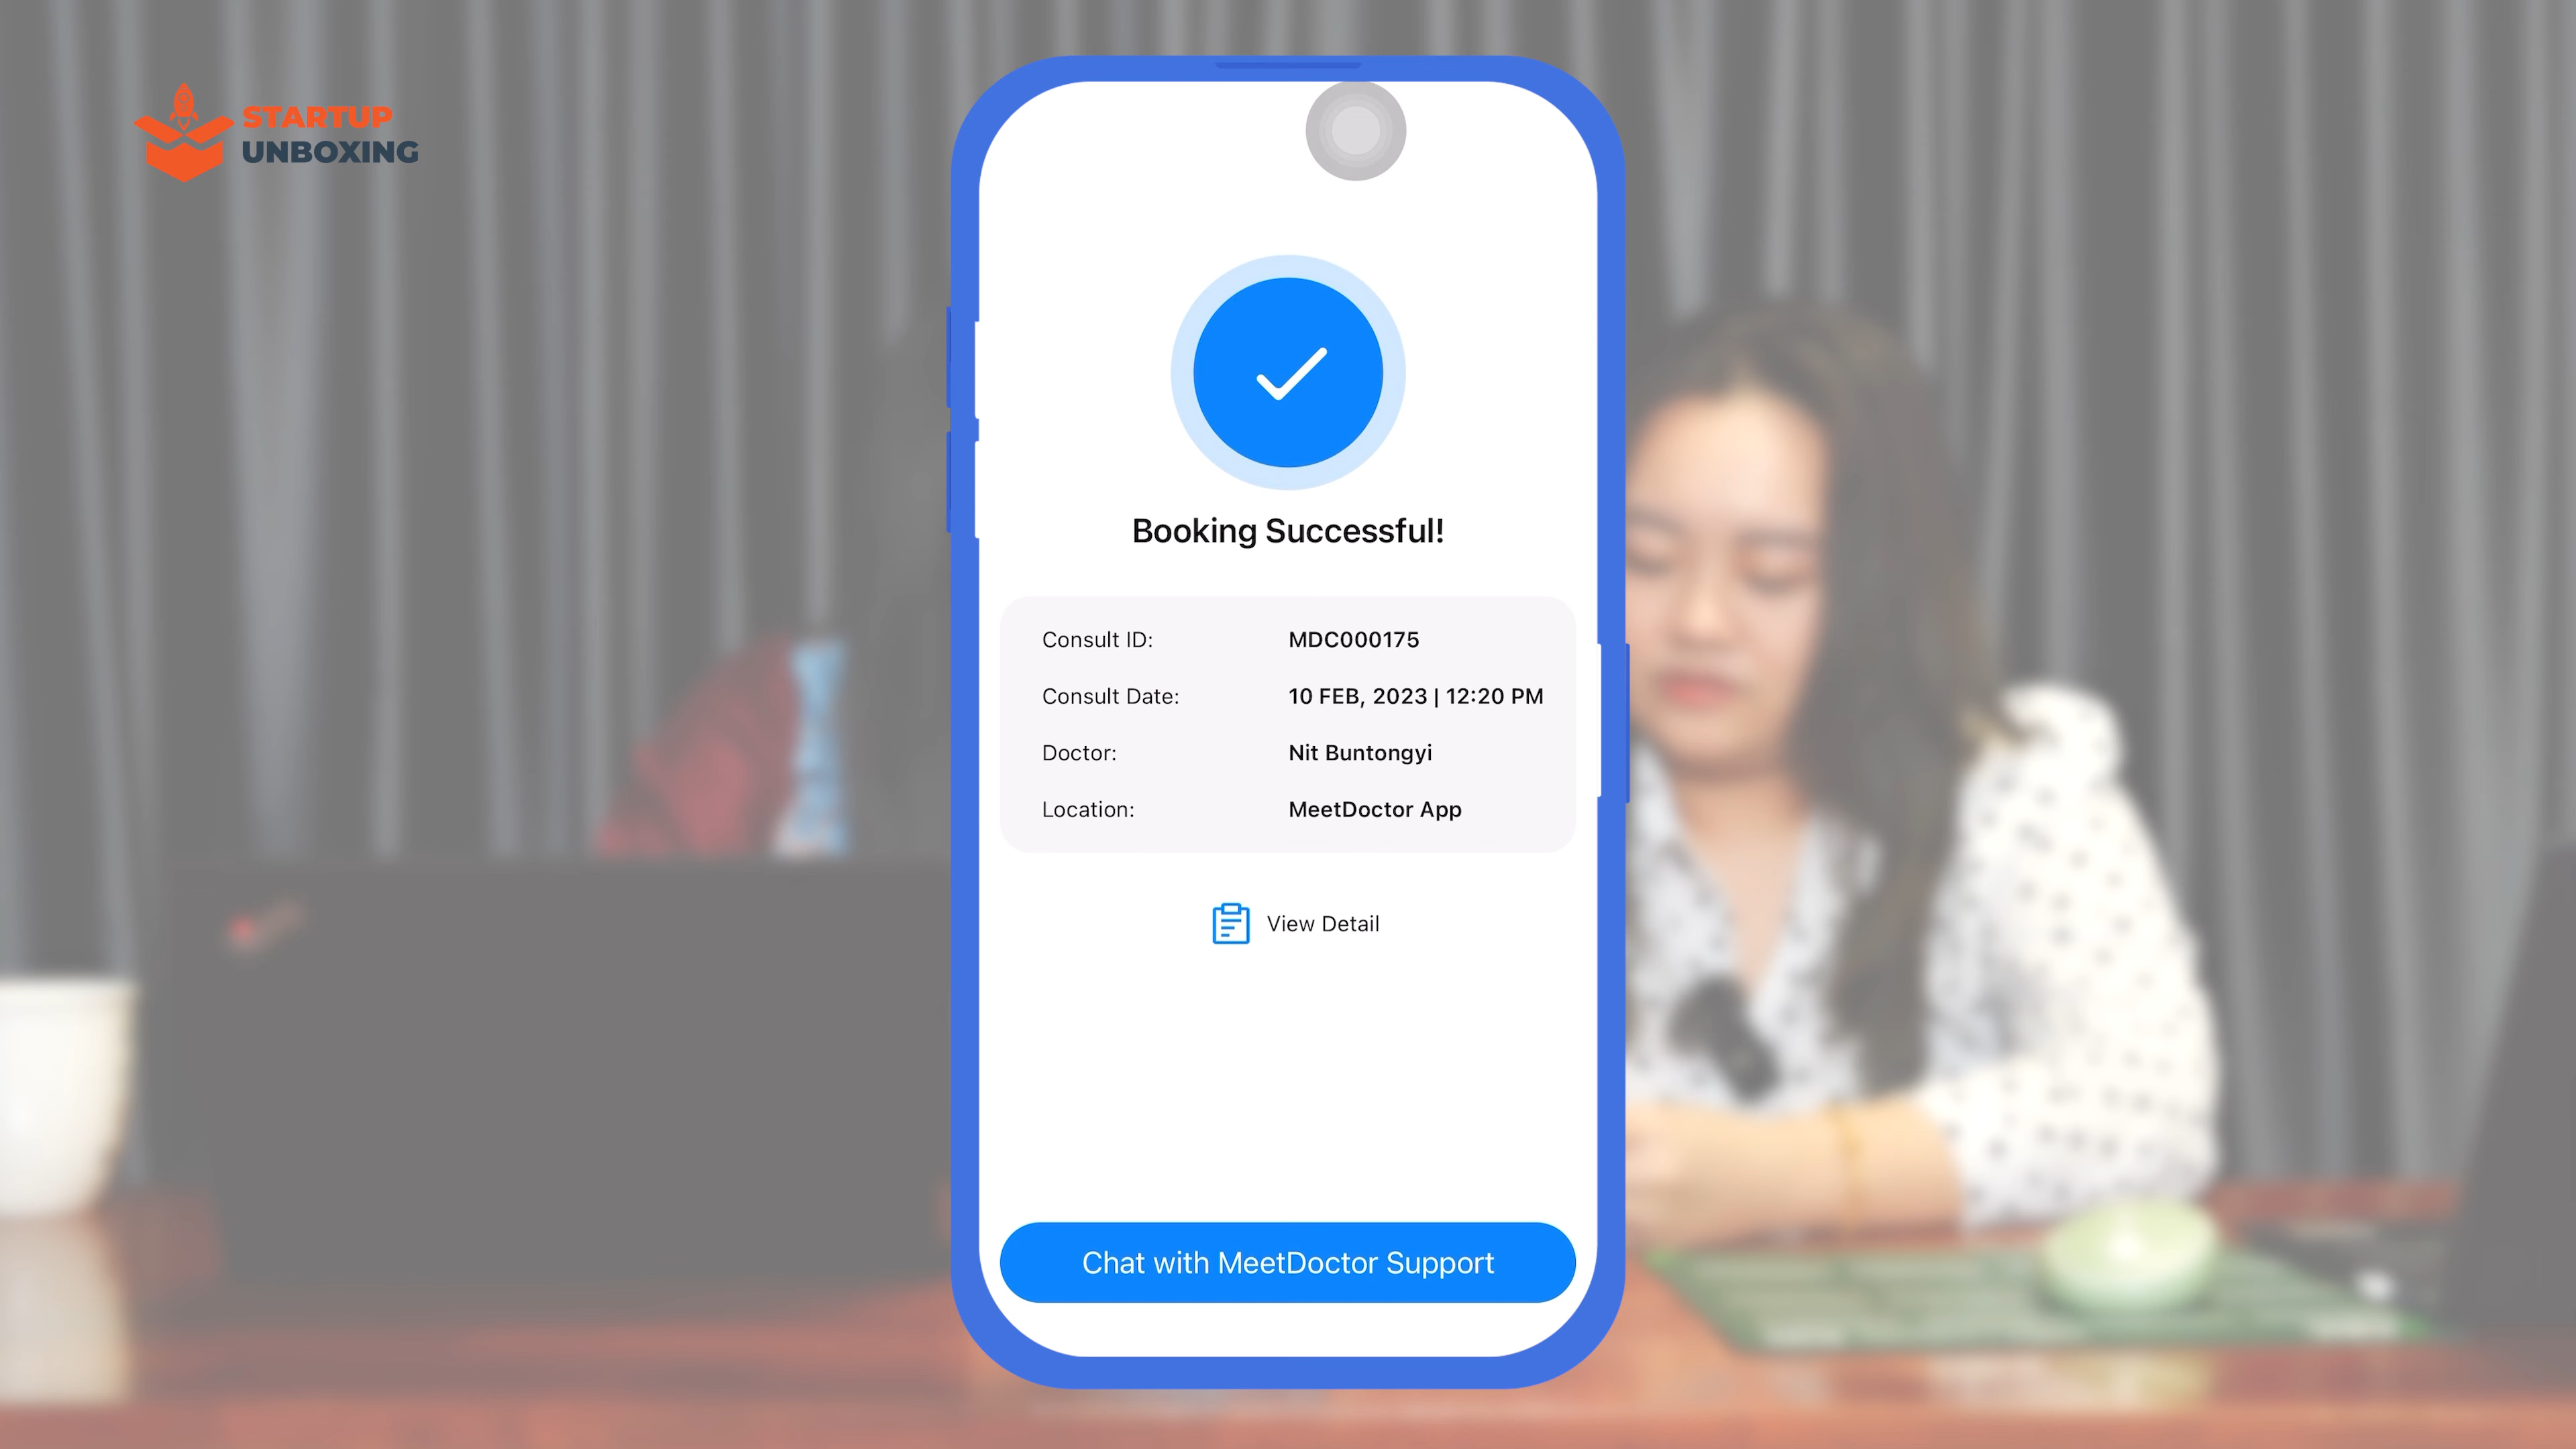 STARTUP
UNBOXING
Booking Successful!
Consult ID: MDC000175
Consult Date: 10 FEB, 2023 | 12:20 PM
Doctor: Nit Buntongyi
Location: MeetDoctor App
View Detail
Chat with MeetDoctor Support